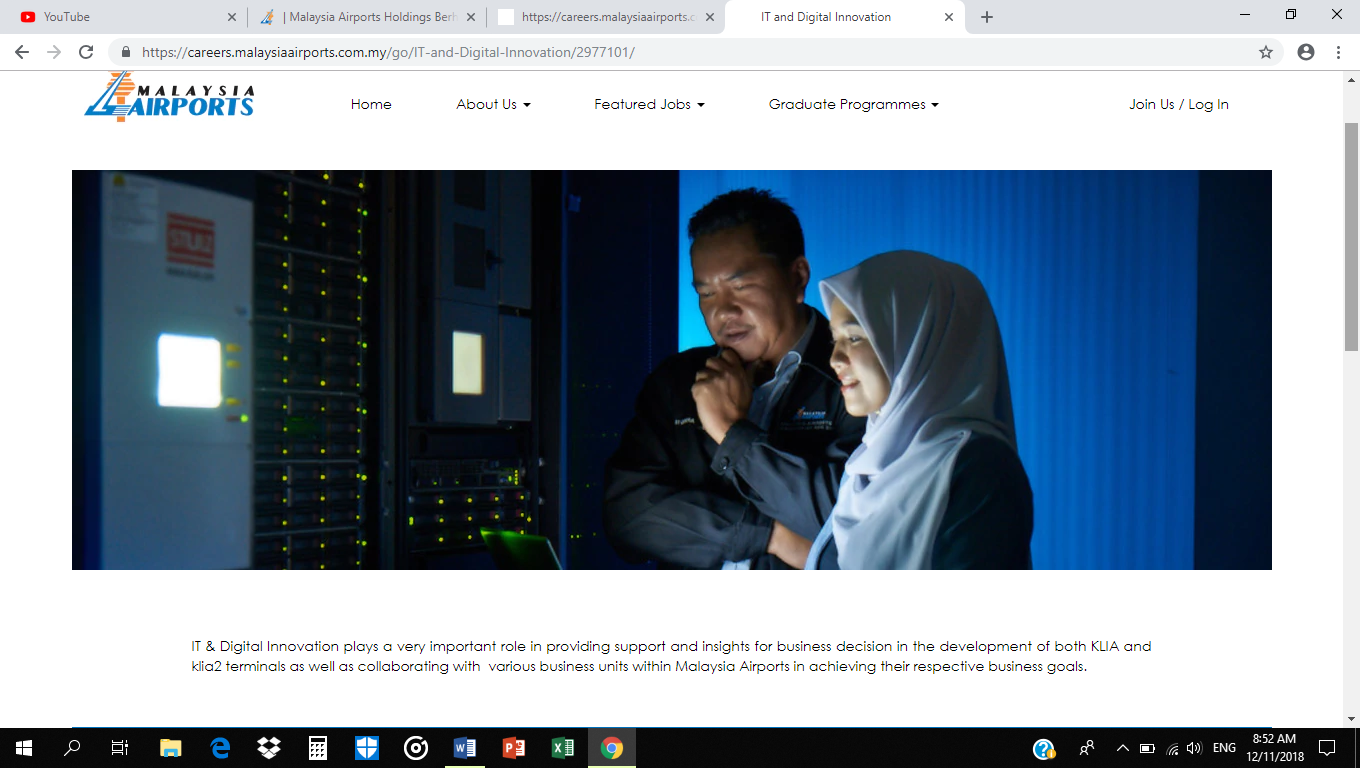 YouTube
| Malaysia Airports Holdings Berh
https://careers.malaysiaairports.c
IT and Digital Innovation
https://careers.malaysiaairports.com.my/go/IT-and-Digital-Innovation/2977101/
MALAYSIA
AIRPORTS
Home
About Us
Featured Jobs
Graduate Programmes
Join Us / Log In
STULZ
MALAYSIA
AIRPORTS
IT & Digital Innovation plays a very important role in providing support and insights for business decision in the development of both KLIA and
klia2 terminals as well as collaborating with various business units within Malaysia Airports in achieving their respective business goals.
ENG
8:52 AM
12/11/2018